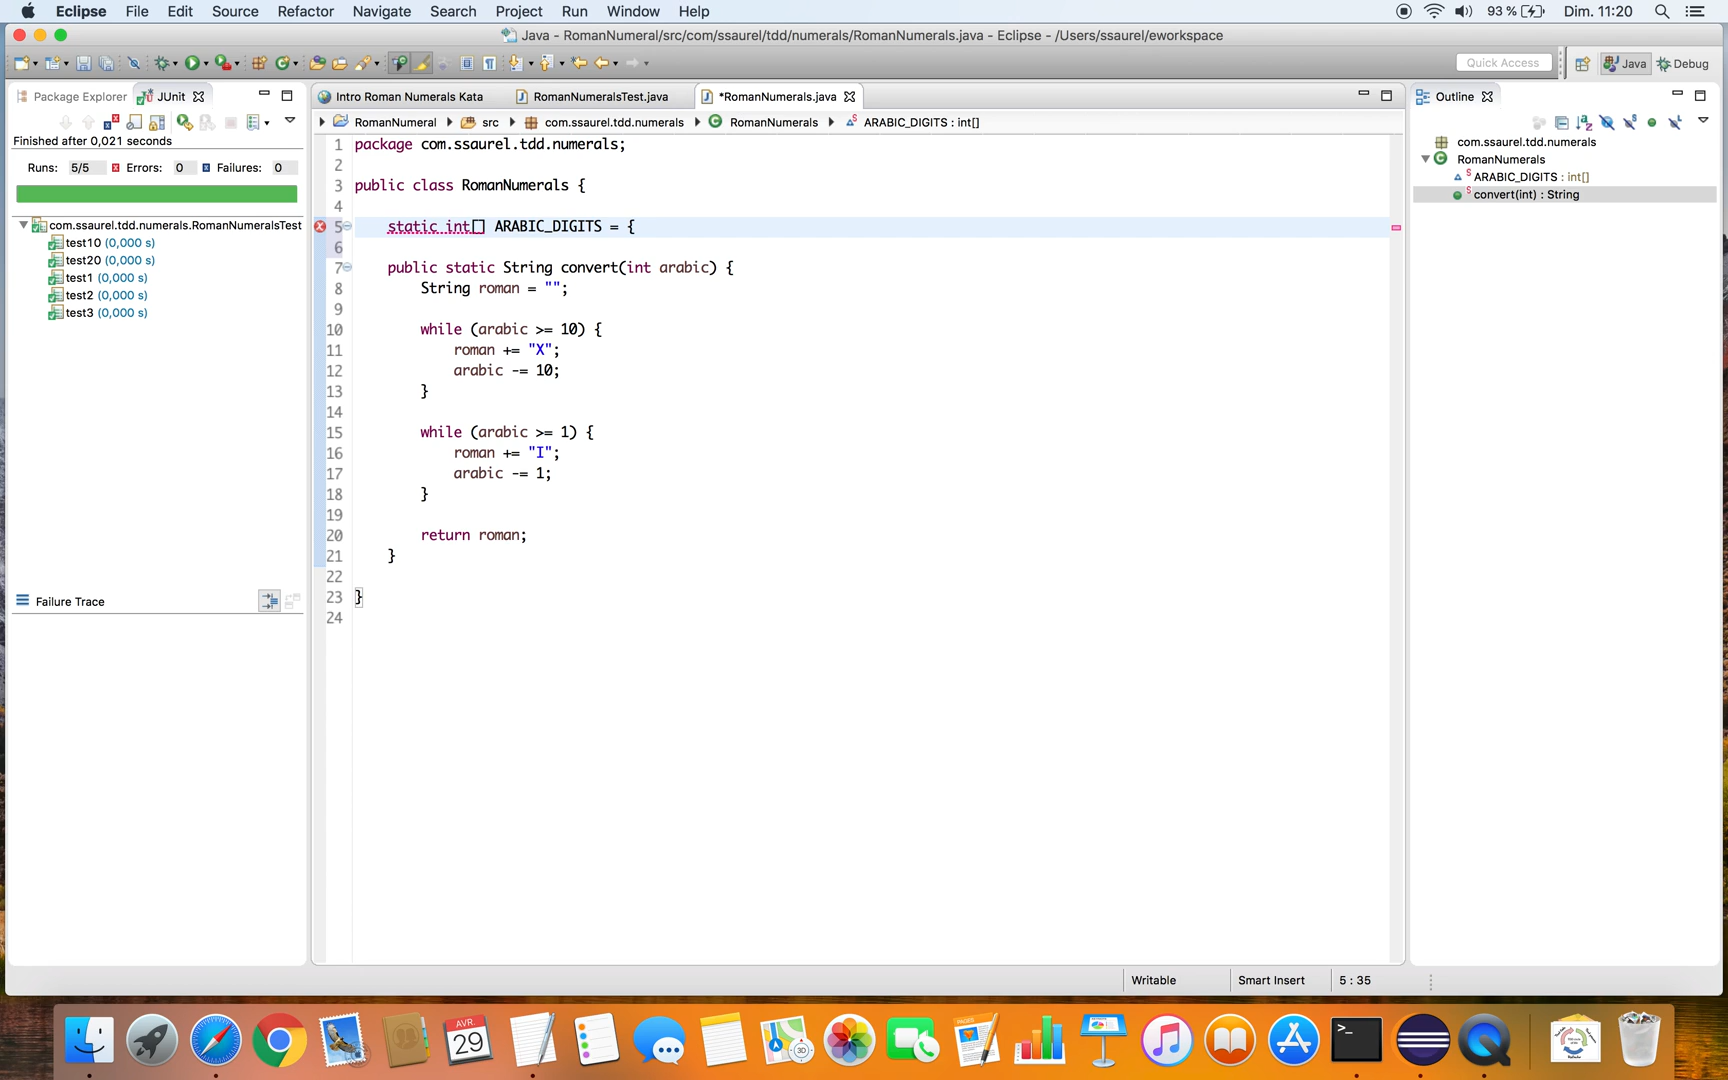 Eclipse File Edit Source Refactor Navigate Search Project Run Window Help 93 % Dim. 11:20
Java - RomanNumeral/src/com/ssaurel/tdd/numerals/RomanNumerals.java - Eclipse - /Users/ssaurel/eworkspace
Quick Access Java Debug
Package Explorer JUnit Intro Roman Numerals Kata RomanNumeralsTest.java *RomanNumerals.java Outline
RomanNumeral src com.ssaurel.tdd.numerals RomanNumerals ARABIC_DIGITS : int[]
Finished after 0,021 seconds
Runs: 5/5 Errors: 0 Failures: 0
com.ssaurel.tdd.numerals.RomanNumeralsTest
test10 (0,000 s)
test20 (0,000 s)
test1 (0,000 s)
test2 (0,000 s)
test3 (0,000 s)
Failure Trace
1 package com.ssaurel.tdd.numerals;
2
3 public class RomanNumerals {
4
5 static int[] ARABIC_DIGITS = {
6
7 public static String convert(int arabic) {
8 String roman = "";
9
10 while (arabic >= 10) {
11 roman += "X";
12 arabic -= 10;
13 }
14
15 while (arabic >= 1) {
16 roman += "I";
17 arabic -= 1;
18 }
19
20 return roman;
21 }
22
23 }
24
com.ssaurel.tdd.numerals
RomanNumerals
ARABIC_DIGITS : int[]
convert(int) : String
Writable Smart Insert 5 : 35
AVR.
29
3D
PAGES
>_